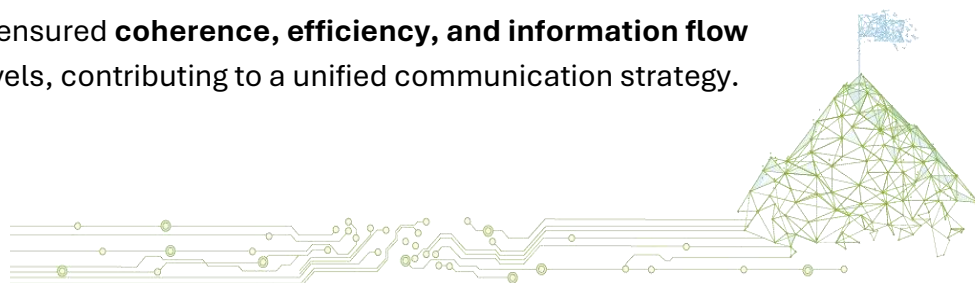 ensured coherence, efficiency, and information flow
vels, contributing to a unified communication strategy.